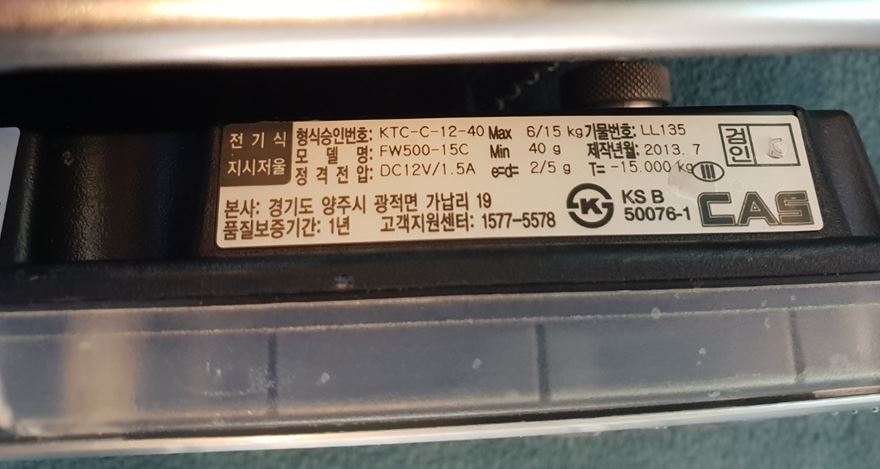 전기식
지시저울
형식승인번호: KTC-C-12-40 Max 6/15 kg 기물번호: LL135
모델명: FW500-15C Min 40 g 제작년월: 2013. 7
정격전압: DC12V/1.5A e=d= 2/5 g T= -15.000 kg III
검인
본사: 경기도 양주시 광적면 가납리 19
품질보증기간: 1년 고객지원센터: 1577-5578
KS B
50076-1
CAS